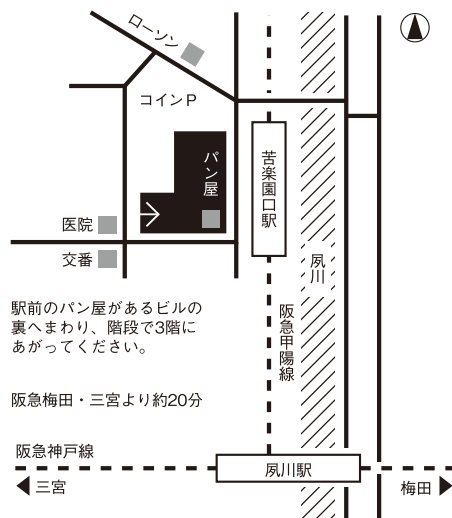 ローソン
コインP
パン屋
苦楽園口駅
医院
交番
夙川
阪急甲陽線
駅前のパン屋があるビルの
裏へまわり、階段で3階に
あがってください。
阪急梅田・三宮より約20分
阪急神戸線
夙川駅
三宮
梅田